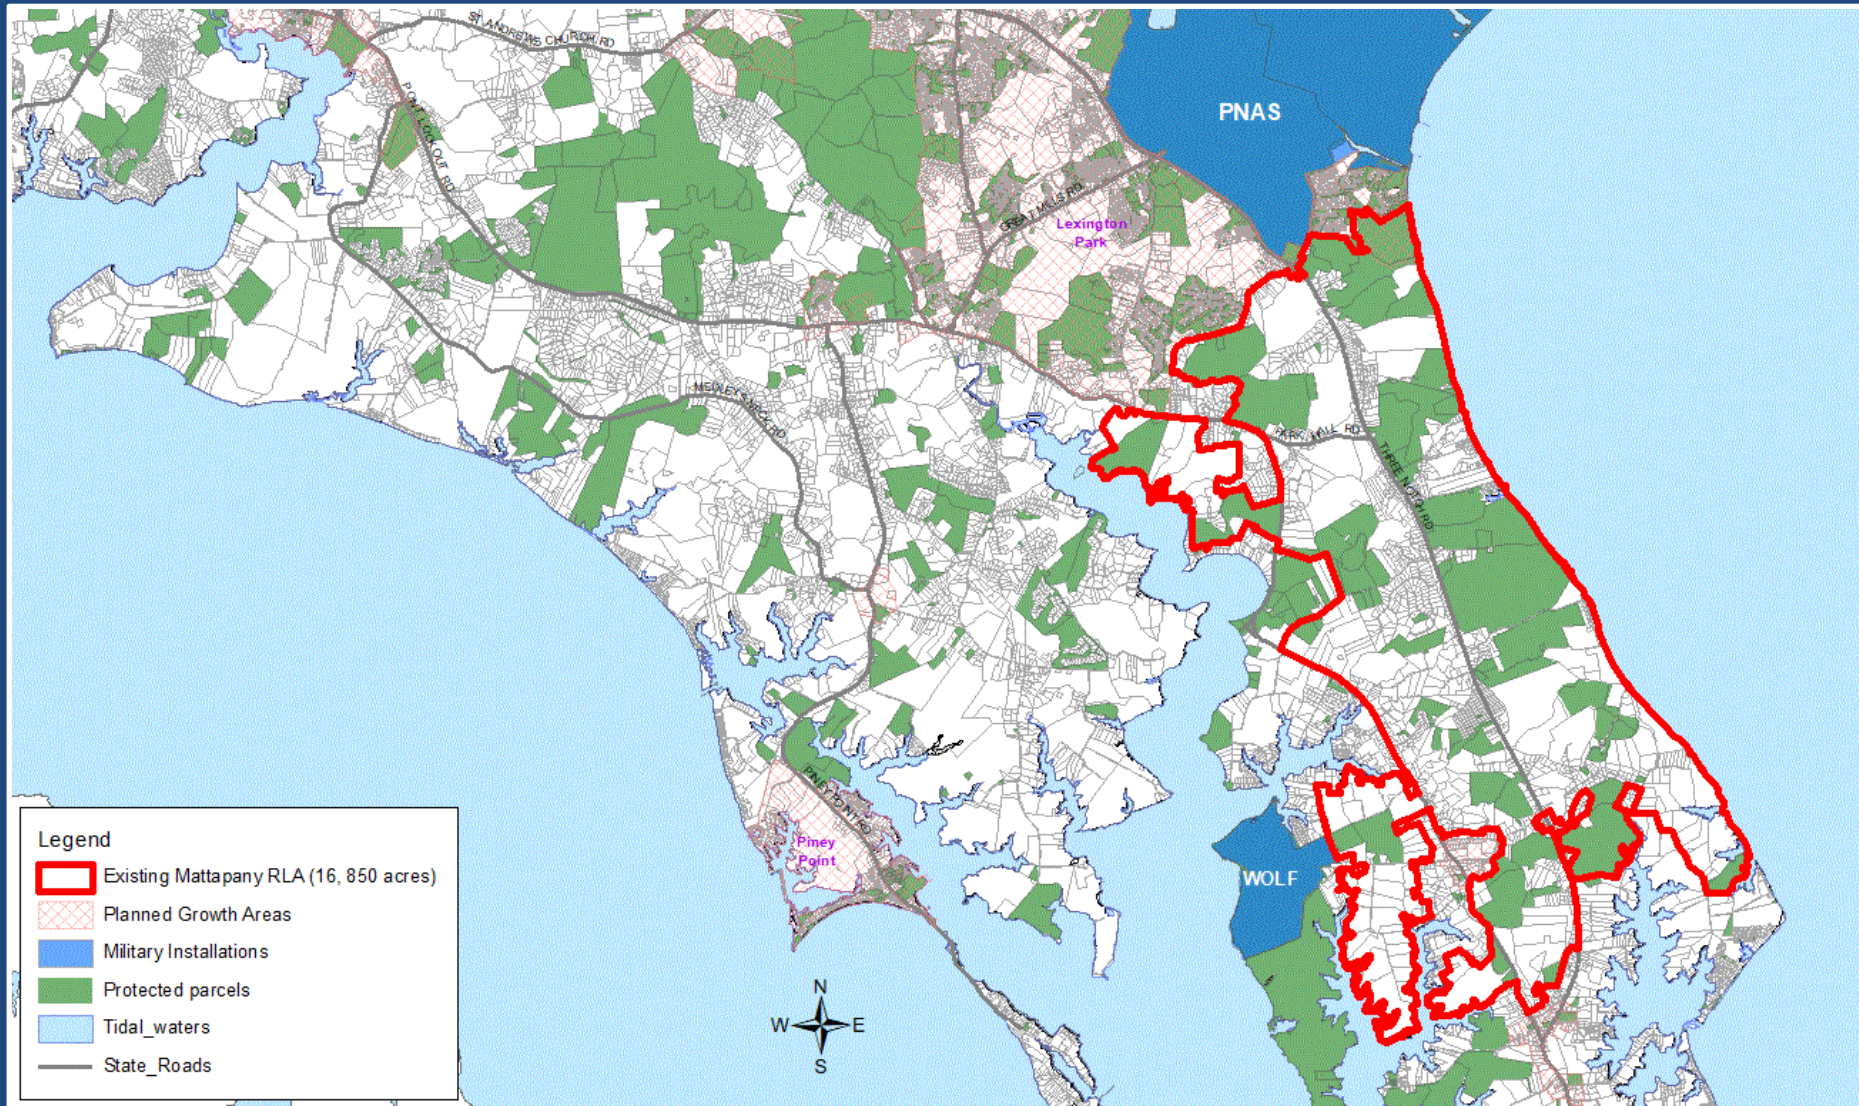 ST ANDREWS CHURCH RD
PNAS
POINT LOOKOUT RD
GREAT MILLS RD
Lexington
Park
MEDLEYS NECK RD
PARK HALL RD
THREE NOTCH RD
PINEY POINT RD
Piney
Point
WOLF
Legend
Existing Mattapany RLA (16, 850 acres)
Planned Growth Areas
Military Installations
Protected parcels
Tidal_waters
State_Roads
N
W E
S